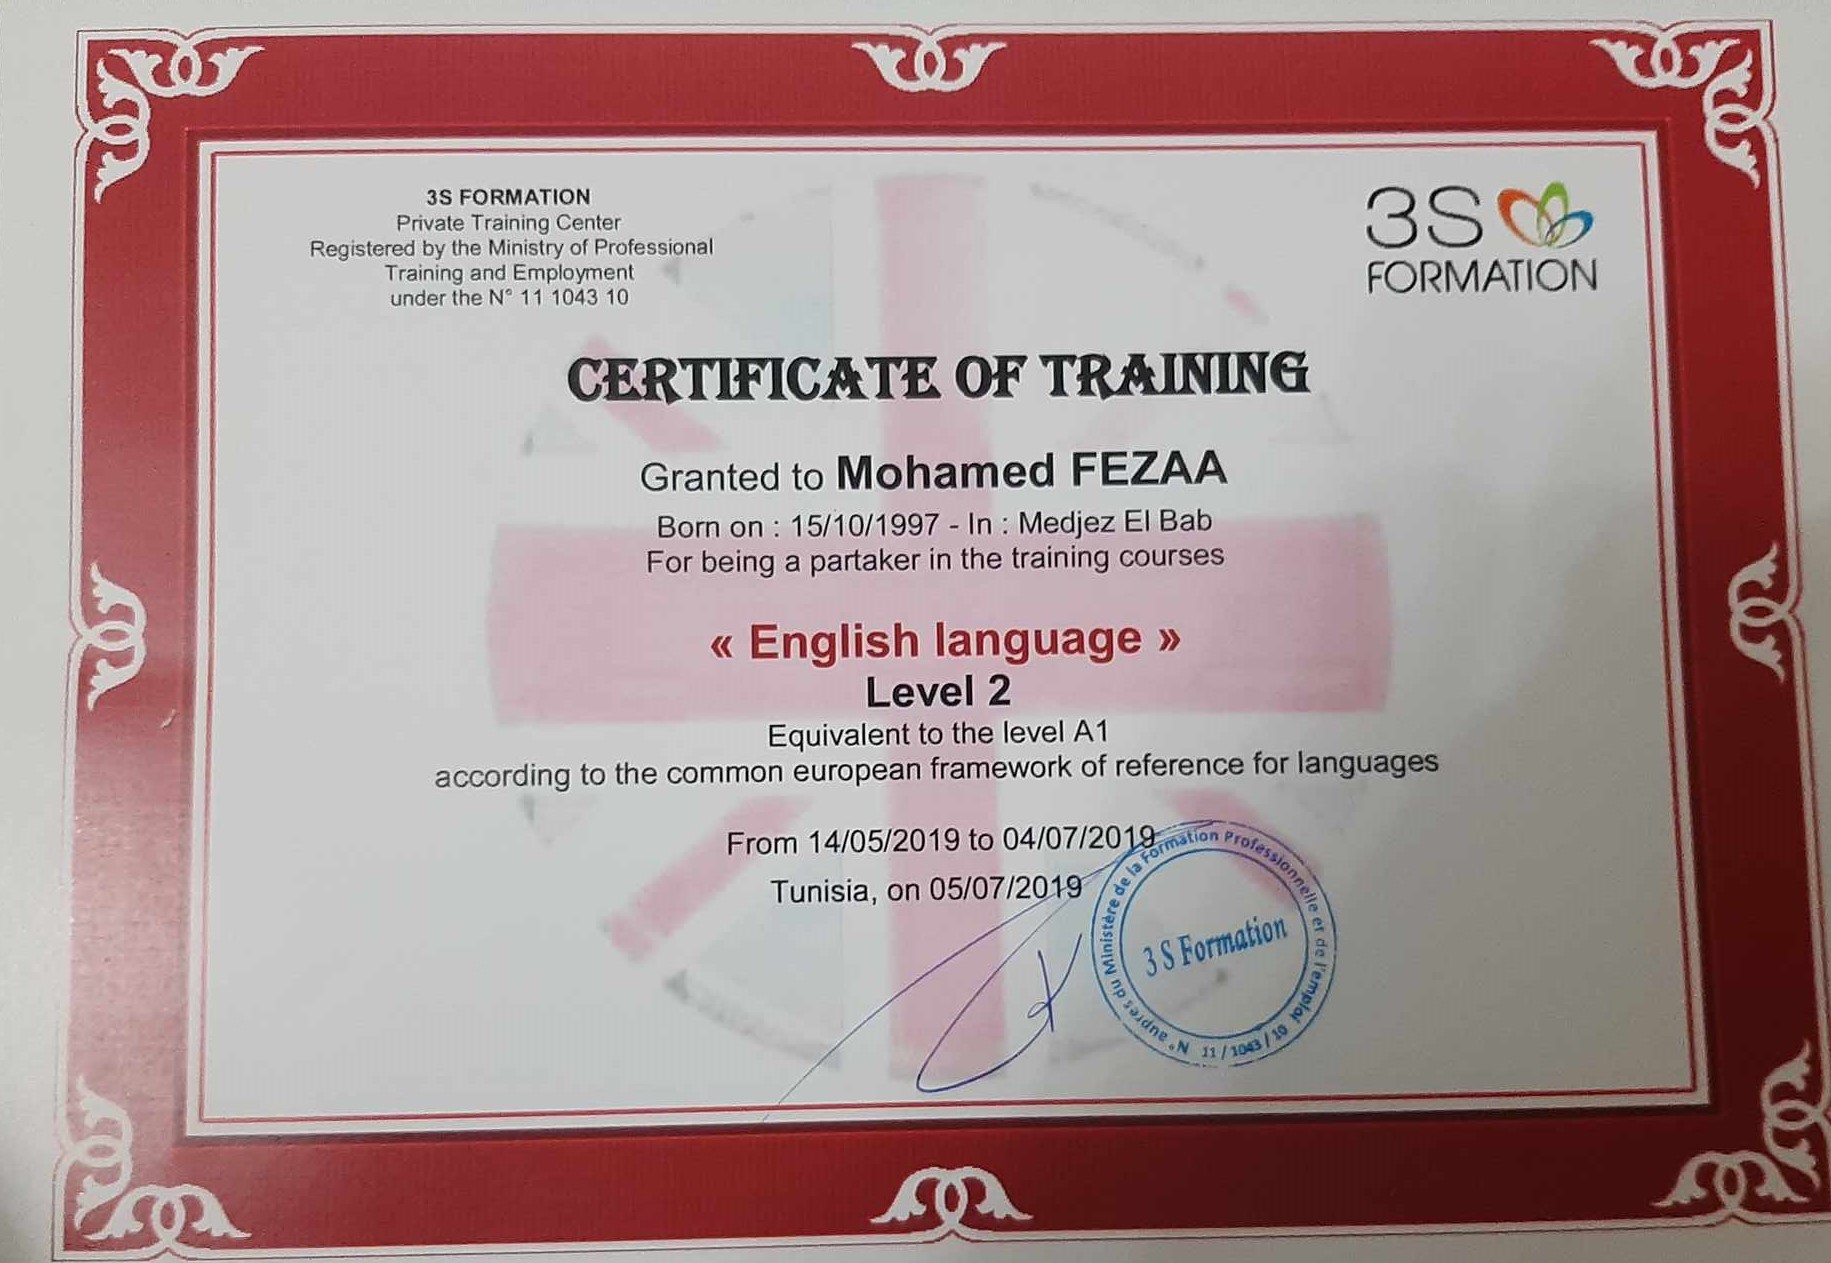 3S FORMATION
Private Training Center
Registered by the Ministry of Professional
Training and Employment
under the N° 11 1043 10
3S
FORMATION
CERTIFICATE OF TRAINING
Granted to Mohamed FEZAA
Born on : 15/10/1997 - In : Medjez El Bab
For being a partaker in the training courses
« English language »
Level 2
Equivalent to the level A1
according to the common european framework of reference for languages
From 14/05/2019 to 04/07/2019
Tunisia, on 05/07/2019
aupres du Ministère de la Formation Professionnelle et de l'emploi
3 S Formation
N° 11 / 1043 / 10